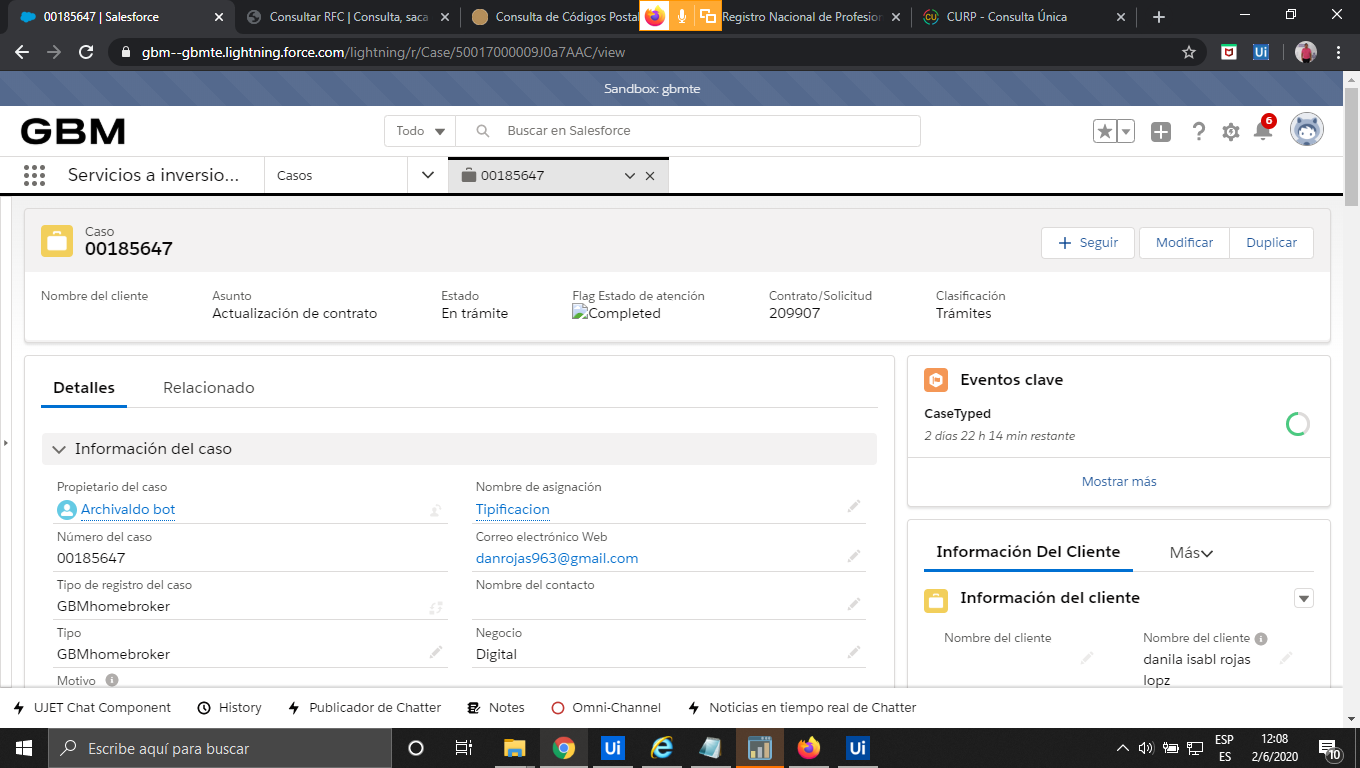 00185647 | Salesforce
Consultar RFC | Consulta, saca
Consulta de Códigos Postal
Registro Nacional de Profesion
CURP - Consulta Única
gbm--gbmte.lightning.force.com/lightning/r/Case/50017000009J0a7AAC/view
Sandbox: gbmte
GBM
Todo
Buscar en Salesforce
6
Servicios a inversio...
Casos
00185647
Caso
00185647
Seguir
Modificar
Duplicar
Nombre del cliente
Asunto
Actualización de contrato
Estado
En trámite
Flag Estado de atención
Completed
Contrato/Solicitud
209907
Clasificación
Trámites
Detalles
Relacionado
Información del caso
Propietario del caso
Archivaldo bot
Nombre de asignación
Tipificacion
Número del caso
00185647
Correo electrónico Web
danrojas963@gmail.com
Tipo de registro del caso
GBMhomebroker
Nombre del contacto
Tipo
GBMhomebroker
Negocio
Digital
Motivo
Eventos clave
CaseTyped
2 días 22 h 14 min restante
Mostrar más
Información Del Cliente
Más
Información del cliente
Nombre del cliente
Nombre del cliente
danila isabl rojas
lopz
UJET Chat Component
History
Publicador de Chatter
Notes
Omni-Channel
Noticias en tiempo real de Chatter
Escribe aquí para buscar
Ui
Ui
ESP
ES
12:08
2/6/2020
10